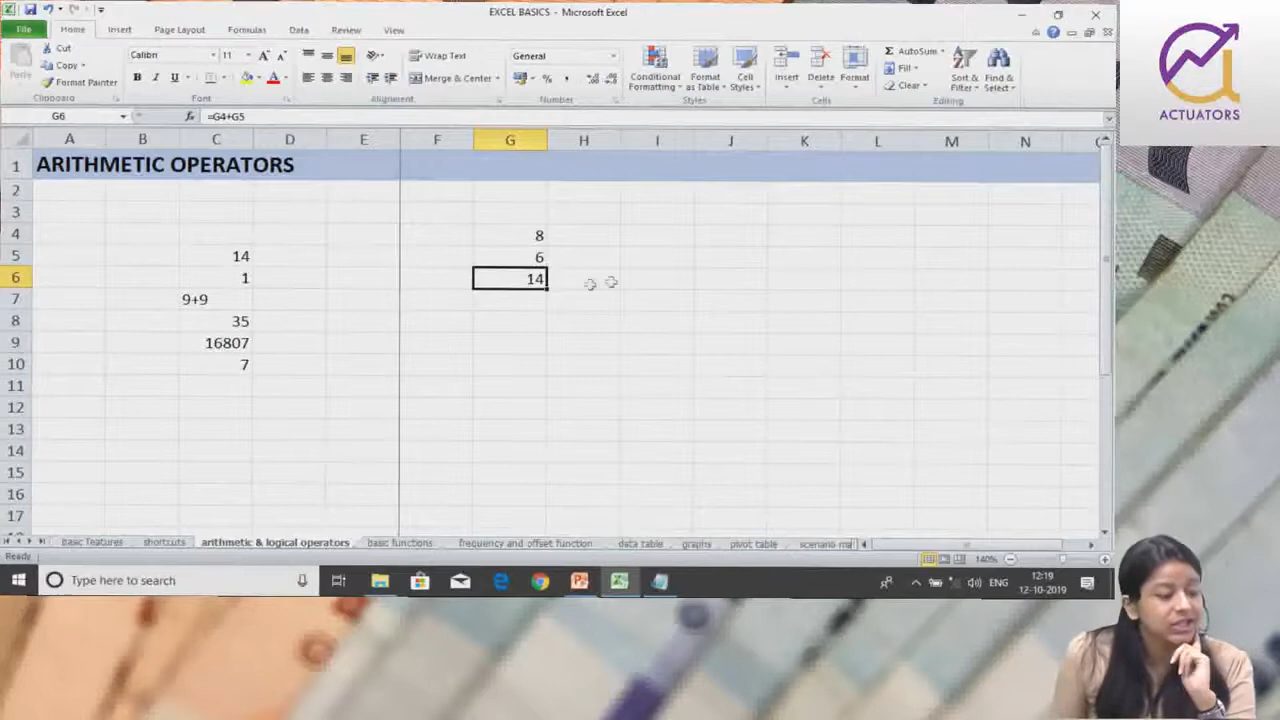 EXCEL BASICS - Microsoft Excel
File Home Insert Page Layout Formulas Data Review View
Cut
Copy
Format Painter
Paste
Clipboard
Calibri 11
B I U
Font
Wrap Text
Merge & Center
Alignment
General
Number
Conditional Formatting
Format as Table
Cell Styles
Styles
Insert Delete Format
Cells
AutoSum
Fill
Clear
Sort & Filter
Find & Select
Editing
ACTUATORS
G6 fx =G4+G5
A B C D E F G H I J K L M N
1 ARITHMETIC OPERATORS
2
3
4 8
5 14 6
6 1 14
7 9+9
8 35
9 16807
10 7
11
12
13
14
15
16
17
Basic Features shortcuts arithmetic & logical operators basic functions frequency and offset function data table graphs pivot table scenario ma
Ready 140%
Type here to search ENG 12:19
12-10-2019